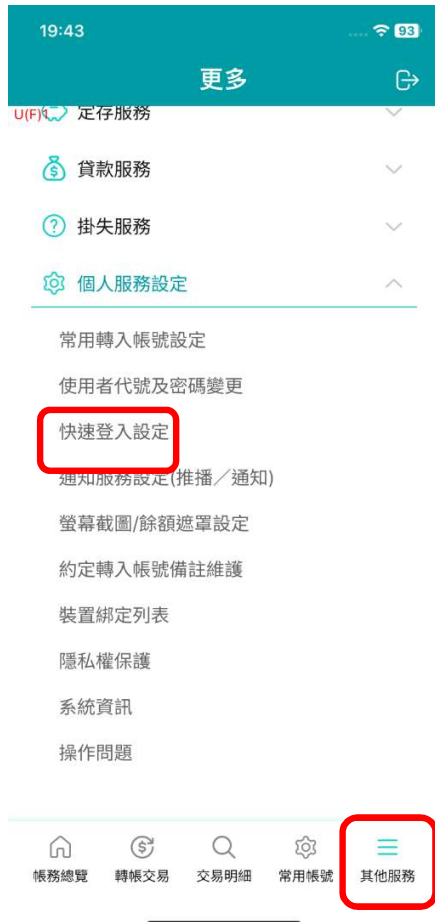 19:43
93
更多
U(F)
定存服務
貸款服務
掛失服務
個人服務設定
常用轉入帳號設定
使用者代號及密碼變更
快速登入設定
通知服務設定(推播／通知)
螢幕截圖/餘額遮罩設定
約定轉入帳號備註維護
裝置綁定列表
隱私權保護
系統資訊
操作問題
帳務總覽 轉帳交易 交易明細 常用帳號 其他服務